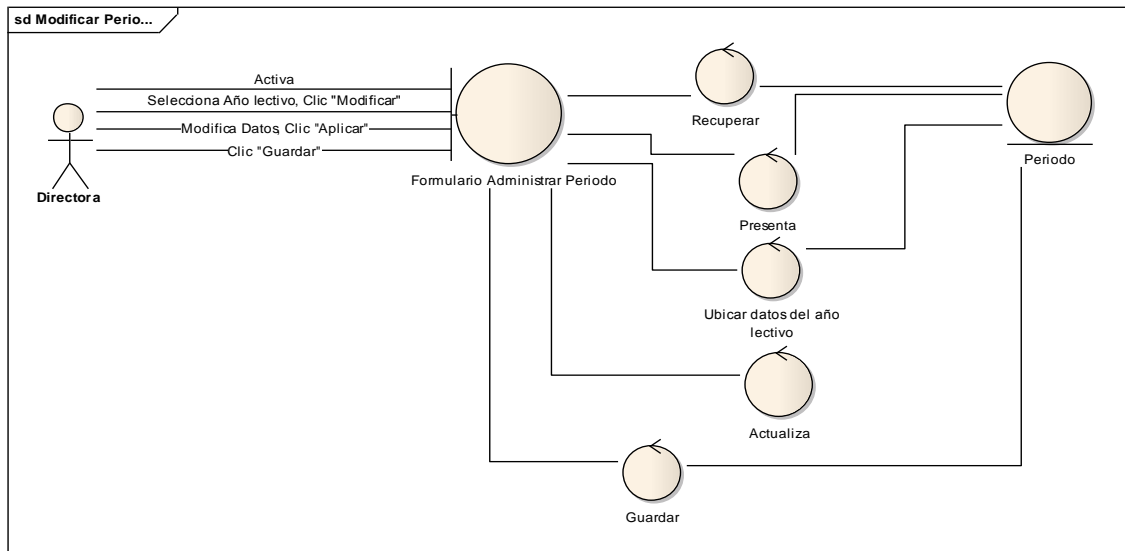 sd Modificar Perio...
Activa
Selecciona Año lectivo, Clic "Modificar"
Modifica Datos, Clic "Aplicar"
Clic "Guardar"
Directora
Formulario Administrar Periodo
Recuperar
Periodo
Presenta
Ubicar datos del año
lectivo
Actualiza
Guardar